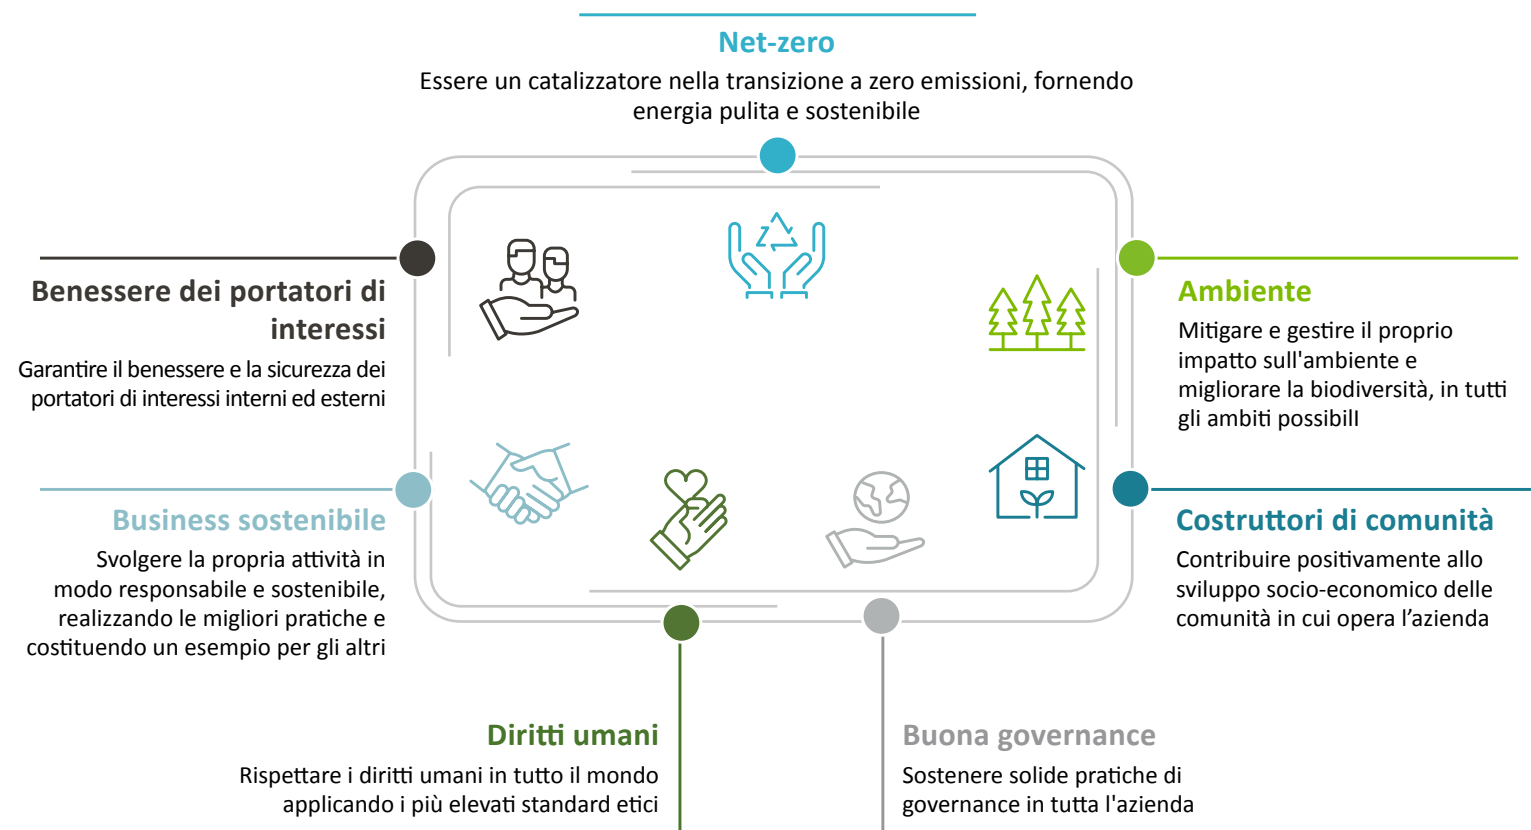 Net-zero
Essere un catalizzatore nella transizione a zero emissioni, fornendo
energia pulita e sostenibile
Benessere dei portatori di
interessi
Garantire il benessere e la sicurezza dei
portatori di interessi interni ed esterni
Ambiente
Mitigare e gestire il proprio
impatto sull'ambiente e
migliorare la biodiversità, in tutti
gli ambiti possibilI
Business sostenibile
Svolgere la propria attività in
modo responsabile e sostenibile,
realizzando le migliori pratiche e
costituendo un esempio per gli altri
Costruttori di comunità
Contribuire positivamente allo
sviluppo socio-economico delle
comunità in cui opera l’azienda
Diritti umani
Rispettare i diritti umani in tutto il mondo
applicando i più elevati standard etici
Buona governance
Sostenere solide pratiche di
governance in tutta l'azienda